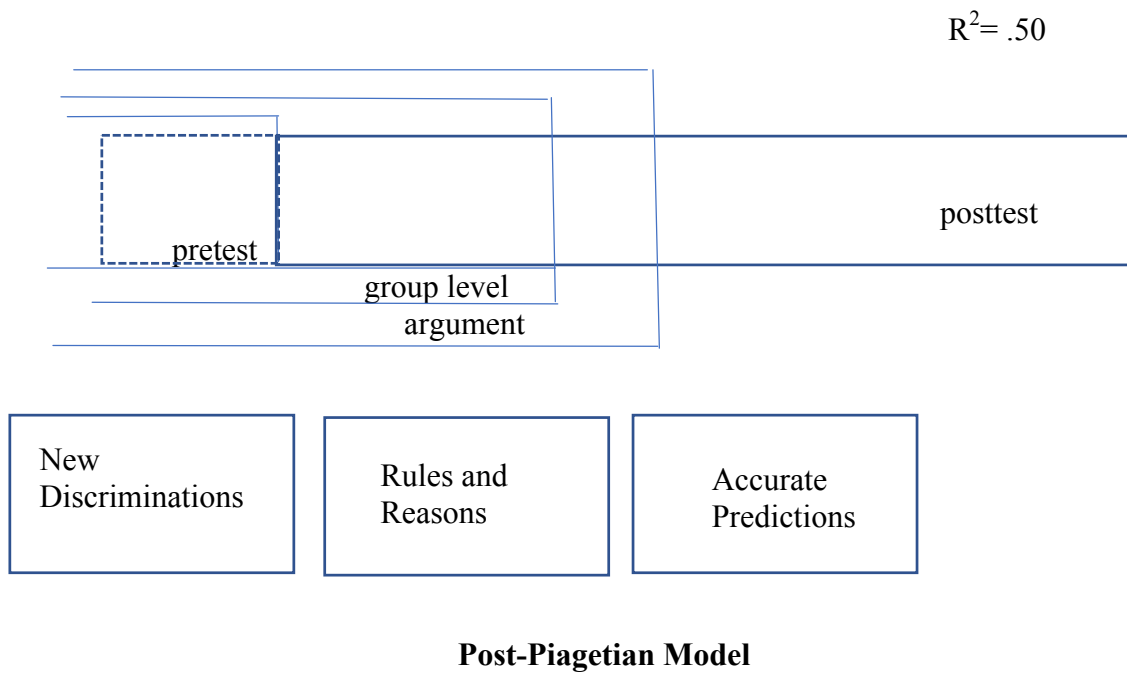 R²= .50
posttest
pretest
group level
argument
New
Discriminations
Rules and
Reasons
Accurate
Predictions
Post-Piagetian Model